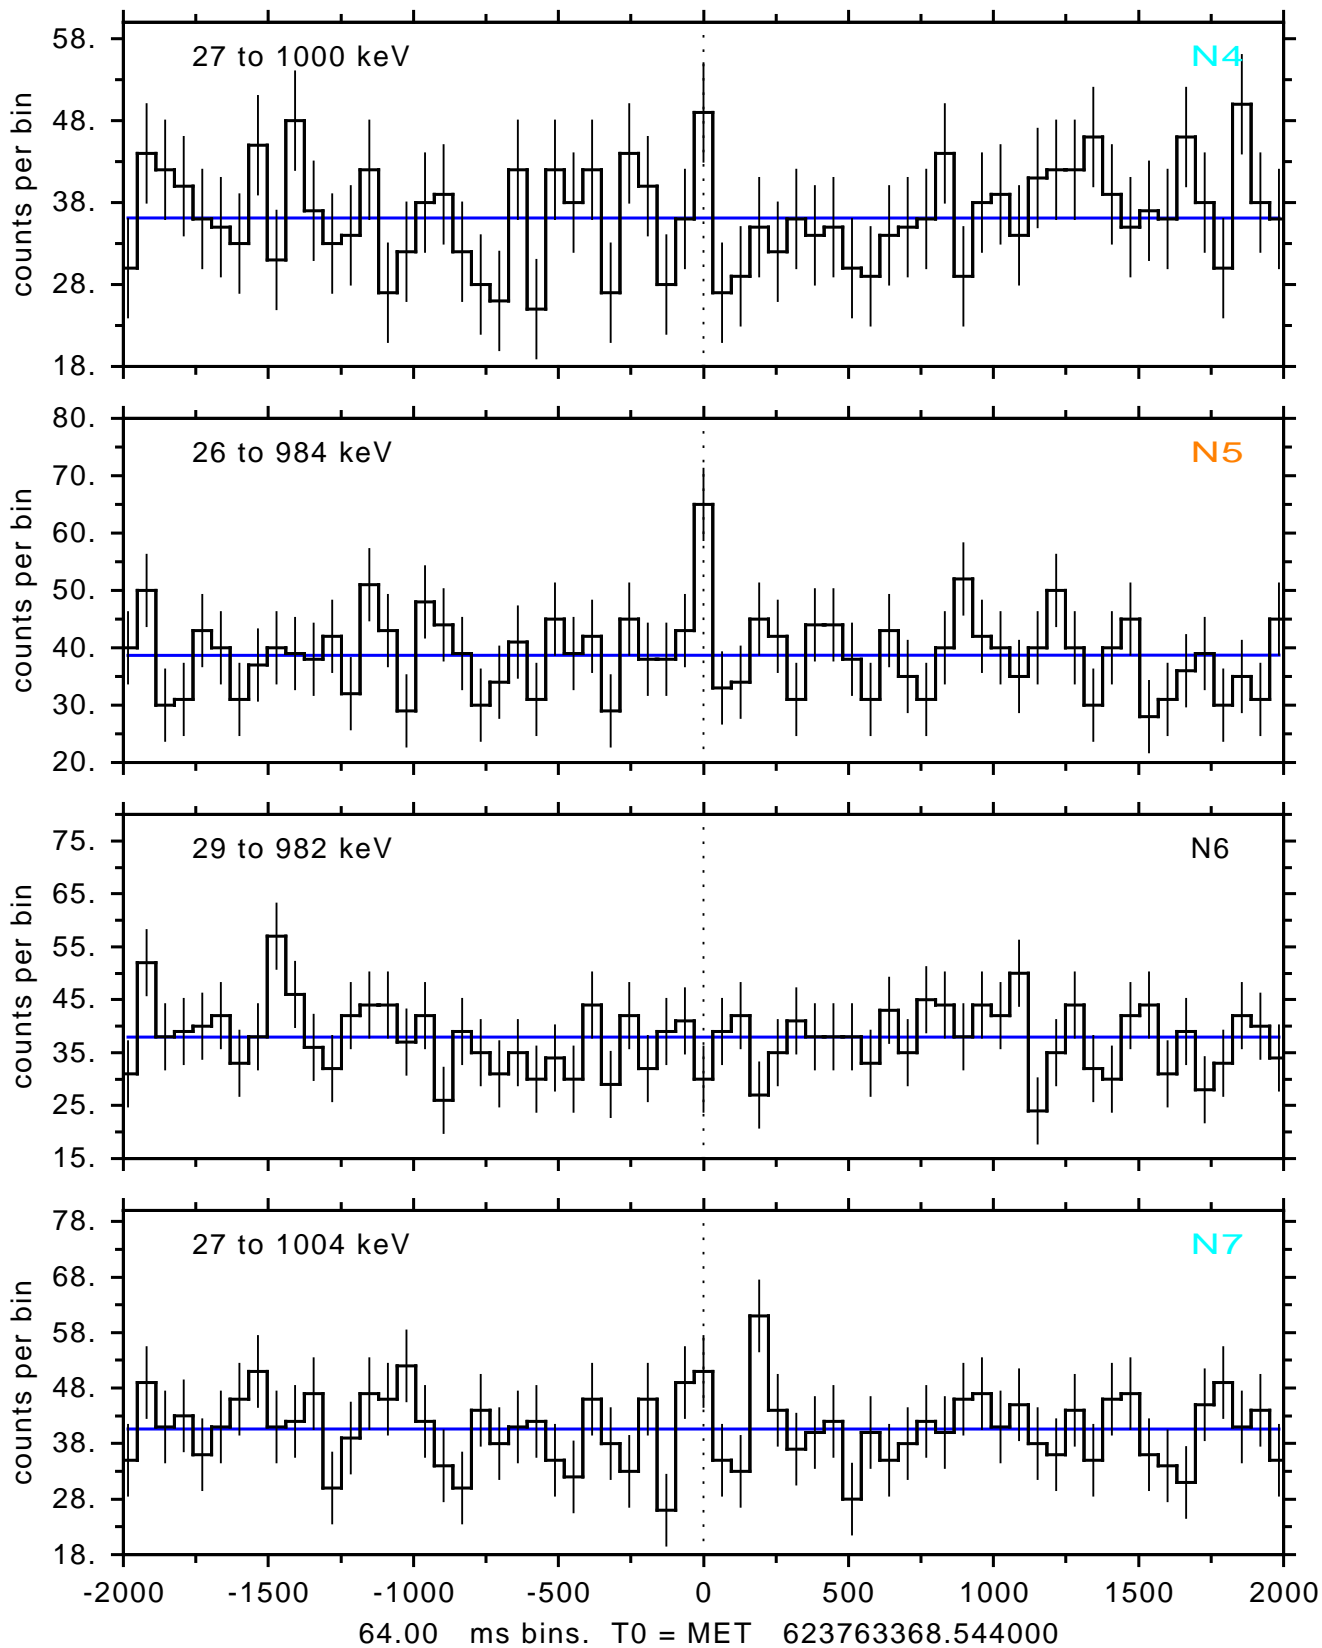 27 to 1000 keV N4
counts per bin
58.
48.
38.
28.
18.
26 to 984 keV N5
counts per bin
80.
70.
60.
50.
40.
30.
20.
29 to 982 keV N6
counts per bin
75.
65.
55.
45.
35.
25.
15.
27 to 1004 keV N7
counts per bin
78.
68.
58.
48.
38.
28.
18.
-2000 -1500 -1000 -500 0 500 1000 1500 2000
64.00 ms bins. T0 = MET 623763368.544000